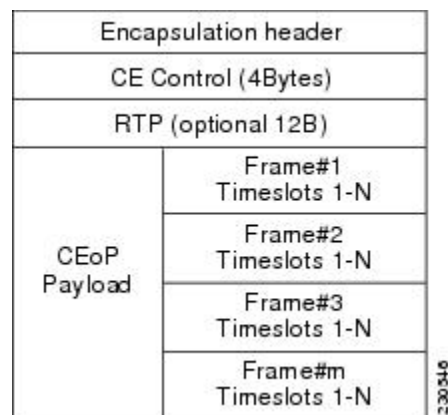 Encapsulation header
CE Control (4Bytes)
RTP (optional 12B)
CEoP
Payload
Frame#1
Timeslots 1-N
Frame#2
Timeslots 1-N
Frame#3
Timeslots 1-N
Frame#m
Timeslots 1-N